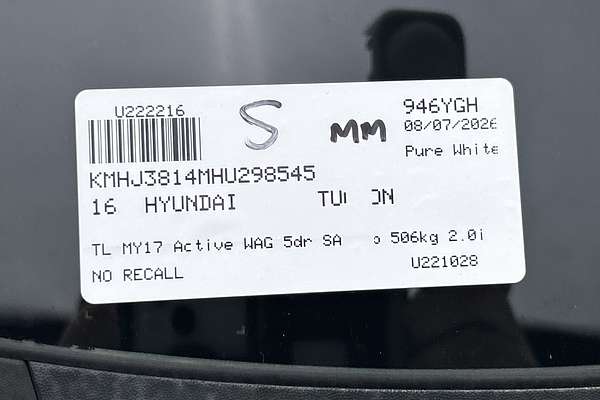 U222216 S MM 946YGH
08/07/2026
Pure White
KMHJ3814MHU298545
16 HYUNDAI
TL MY17 Active WAG 5dr SA 506kg 2.0i
NO RECALL U221028